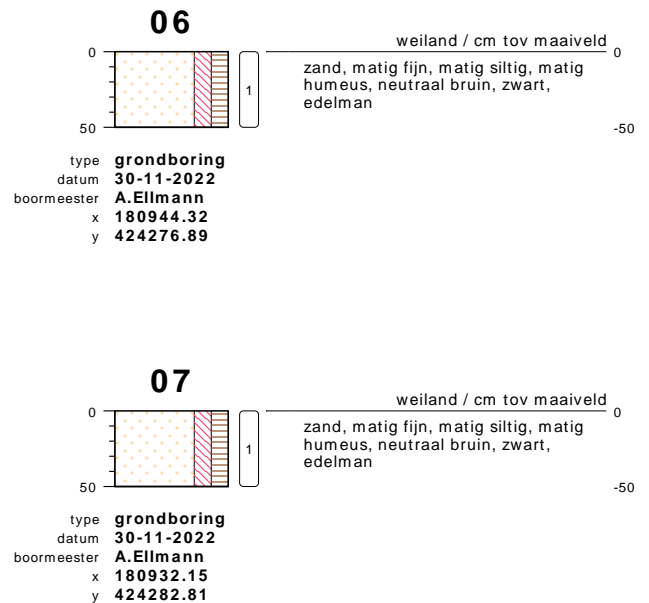 06
weiland / cm tov maaiveld
0
0
zand, matig fijn, matig siltig, matig
humeus, neutraal bruin, zwart,
edelman
1
50
-50
type grondboring
datum 30-11-2022
boormeester A.Ellmann
x 180944.32
y 424276.89
07
weiland / cm tov maaiveld
0
0
zand, matig fijn, matig siltig, matig
humeus, neutraal bruin, zwart,
edelman
1
50
-50
type grondboring
datum 30-11-2022
boormeester A.Ellmann
x 180932.15
y 424282.81